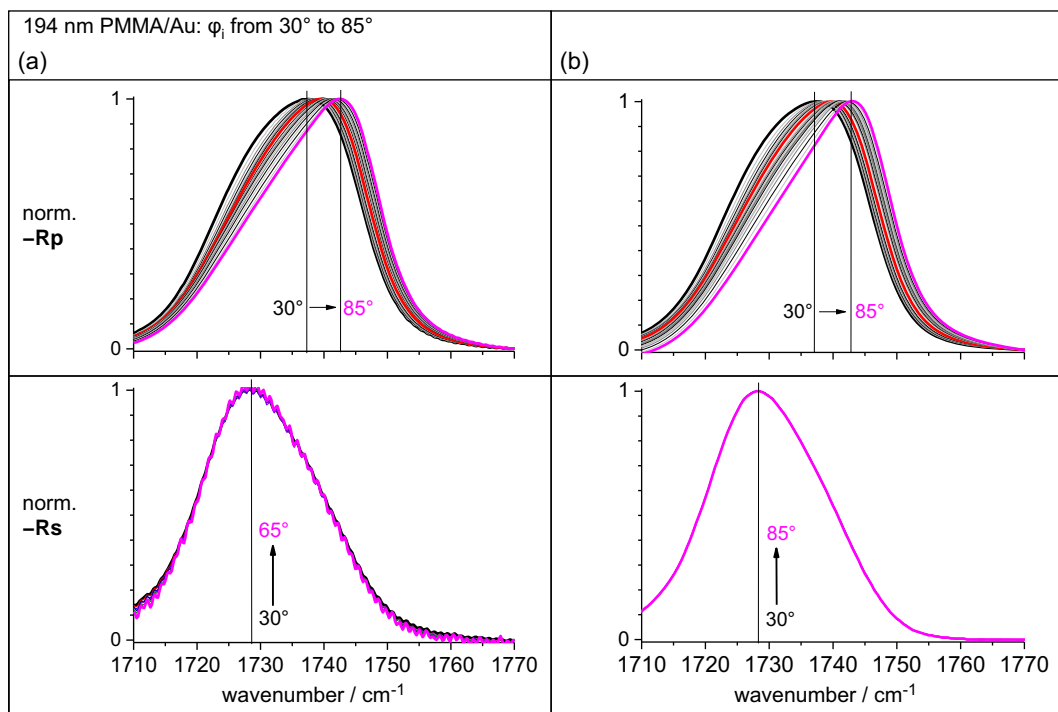 194 nm PMMA/Au: φi from 30° to 85°
(a)
(b)
norm.
–Rp
1
0
30°
85°
1
0
30°
85°
norm.
–Rs
1
0
65°
30°
1710 1720 1730 1740 1750 1760 1770
wavenumber / cm-1
1
0
85°
30°
1710 1720 1730 1740 1750 1760 1770
wavenumber / cm-1